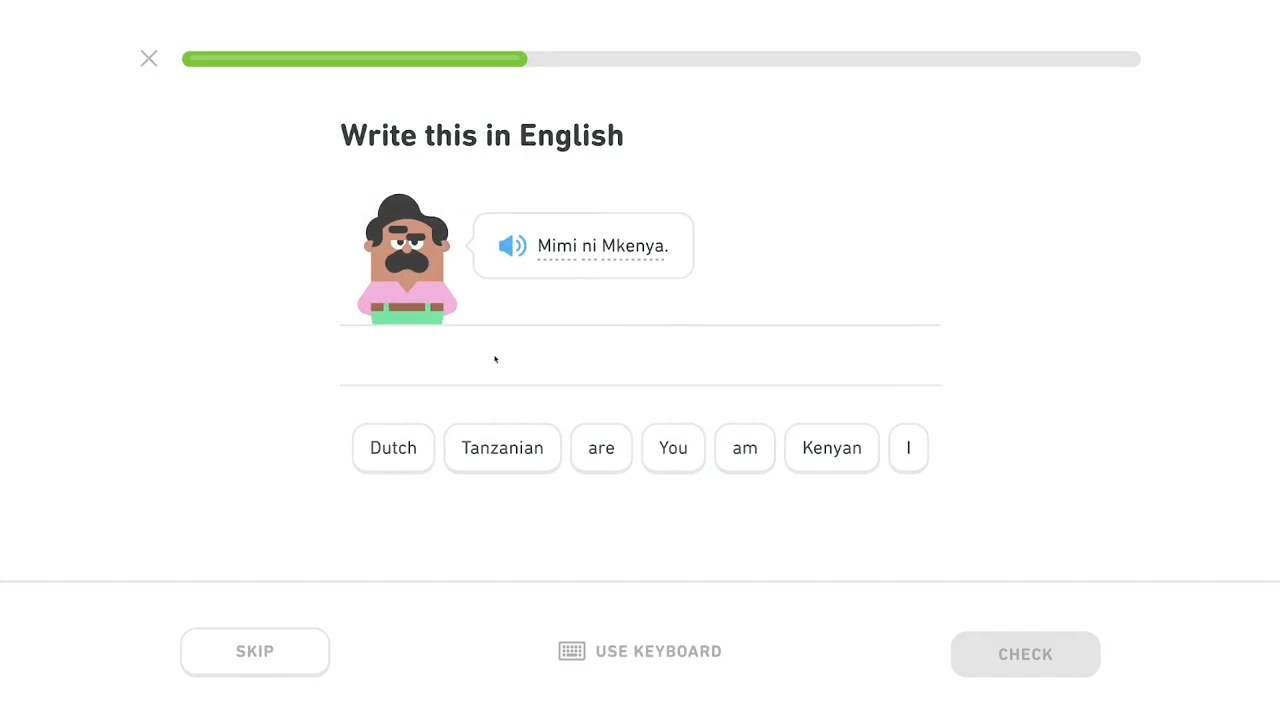 Write this in English
Mimi ni Mkenya.
Dutch Tanzanian are You am Kenyan I
SKIP USE KEYBOARD CHECK